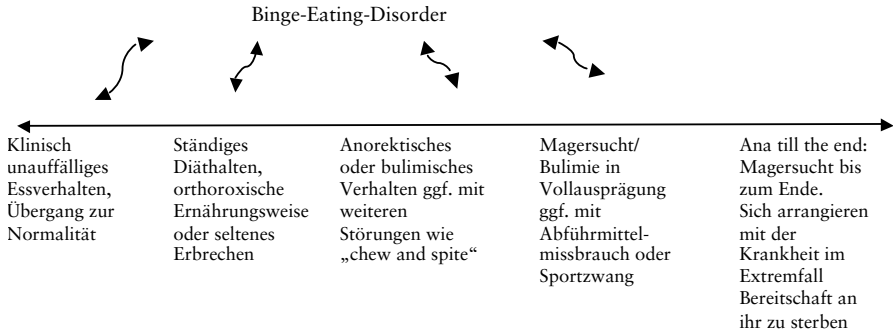 Binge-Eating-Disorder
Klinisch
unauffälliges
Essverhalten,
Übergang zur
Normalität
Ständiges
Diäthalten,
orthoroxische
Ernährungsweise
oder seltenes
Erbrechen
Anorektisches
oder bulimisches
Verhalten ggf. mit
weiteren
Störungen wie
„chew and spite“
Magersucht/
Bulimie in
Vollausprägung
ggf. mit
Abführmittel-
missbrauch oder
Sportzwang
Ana till the end:
Magersucht bis
zum Ende.
Sich arrangieren
mit der
Krankheit im
Extremfall
Bereitschaft an
ihr zu sterben